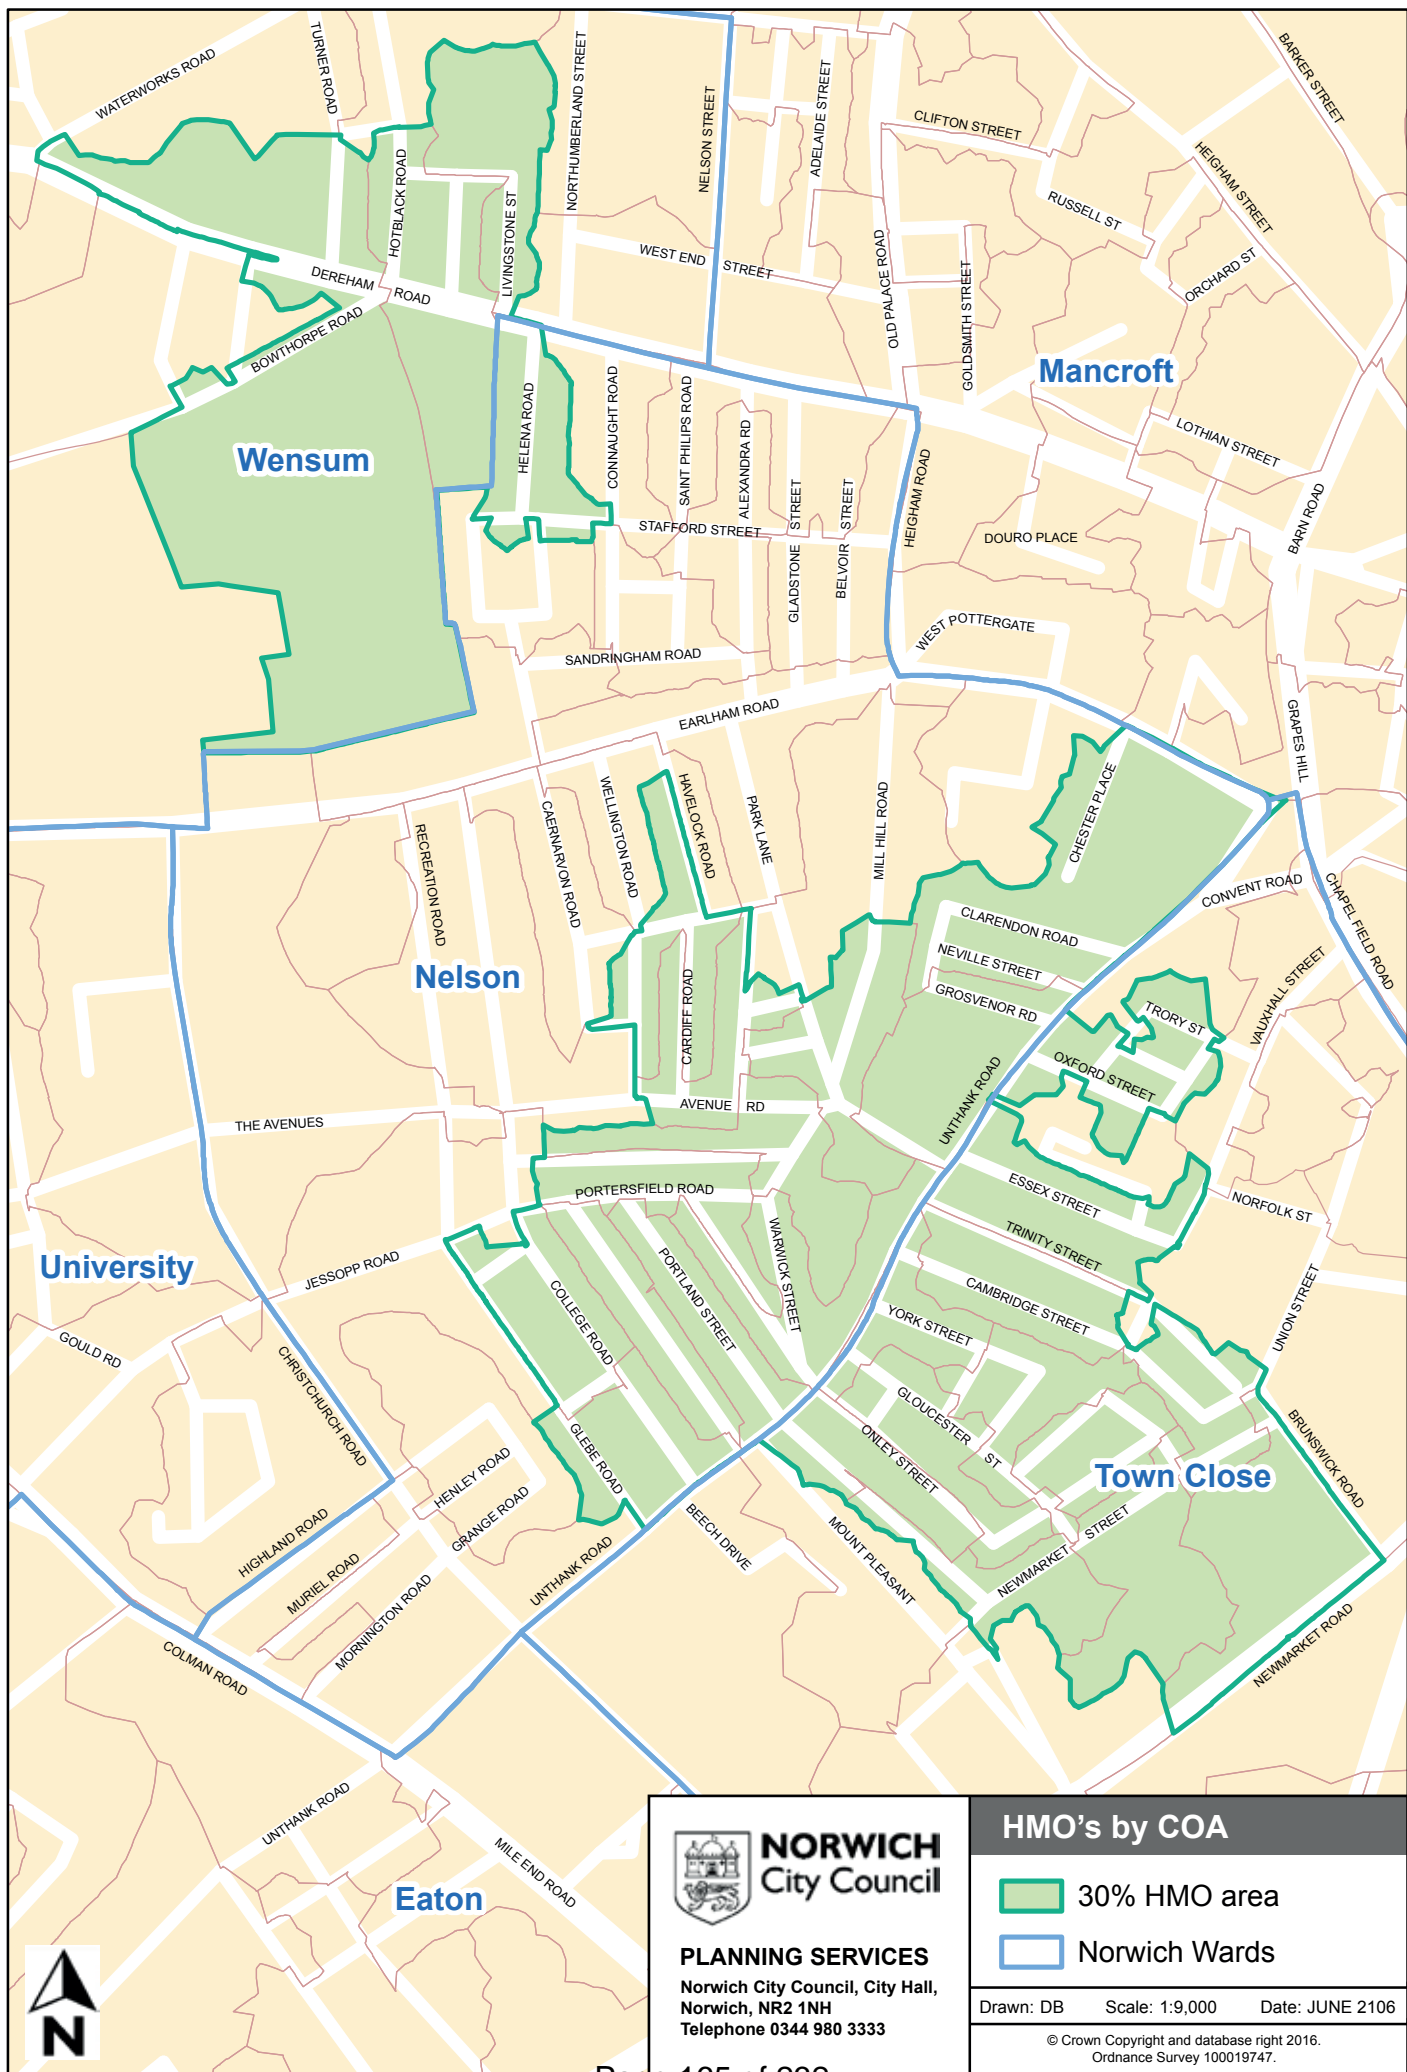 WATERWORKS ROAD
TURNER ROAD
HOTBLACK ROAD
LIVINGSTONE ST
NORTHUMBERLAND STREET
NELSON STREET
ADELAIDE STREET
CLIFTON STREET
BARKER STREET
HEIGHAM STREET
RUSSELL ST
ORCHARD ST
WEST END STREET
OLD PALACE ROAD
GOLDSMITH STREET
DEREHAM ROAD
BOWTHORPE ROAD
Mancroft
LOTHIAN STREET
Wensum
HELENA ROAD
CONNAUGHT ROAD
SAINT PHILIPS ROAD
ALEXANDRA RD
GLADSTONE STREET
BELVOIR STREET
HEIGHAM ROAD
STAFFORD STREET
DOURO PLACE
BARN ROAD
WEST POTTERGATE
SANDRINGHAM ROAD
EARLHAM ROAD
GRAPES HILL
CHESTER PLACE
RECREATION ROAD
CAERNARVON ROAD
WELLINGTON ROAD
HAVELOCK ROAD
PARK LANE
MILL HILL ROAD
CONVENT ROAD
CHAPEL FIELD ROAD
CLARENDON ROAD
NEVILLE STREET
GROSVENOR RD
VAUXHALL STREET
Nelson
CARDIFF ROAD
TRORY ST
OXFORD STREET
UNTHANK ROAD
AVENUE RD
THE AVENUES
PORTERSFIELD ROAD
ESSEX STREET
NORFOLK ST
TRINITY STREET
WARWICK STREET
University
JESSOPP ROAD
PORTLAND STREET
COLLEGE ROAD
CAMBRIDGE STREET
YORK STREET
UNION STREET
GOULD RD
CHRISTCHURCH ROAD
GLEBE ROAD
GLOUCESTER ST
ONLEY STREET
BRUNSWICK ROAD
Town Close
HENLEY ROAD
GRANGE ROAD
HIGHLAND ROAD
MURIEL ROAD
MORNINGTON ROAD
UNTHANK ROAD
BEECH DRIVE
MOUNT PLEASANT
NEWMARKET STREET
NEWMARKET ROAD
COLMAN ROAD
UNTHANK ROAD
MILE END ROAD
Eaton
N
NORWICH
City Council
PLANNING SERVICES
Norwich City Council, City Hall,
Norwich, NR2 1NH
Telephone 0344 980 3333
HMO's by COA
30% HMO area
Norwich Wards
Drawn: DB Scale: 1:9,000 Date: JUNE 2106
© Crown Copyright and database right 2016.
Ordnance Survey 100019747.